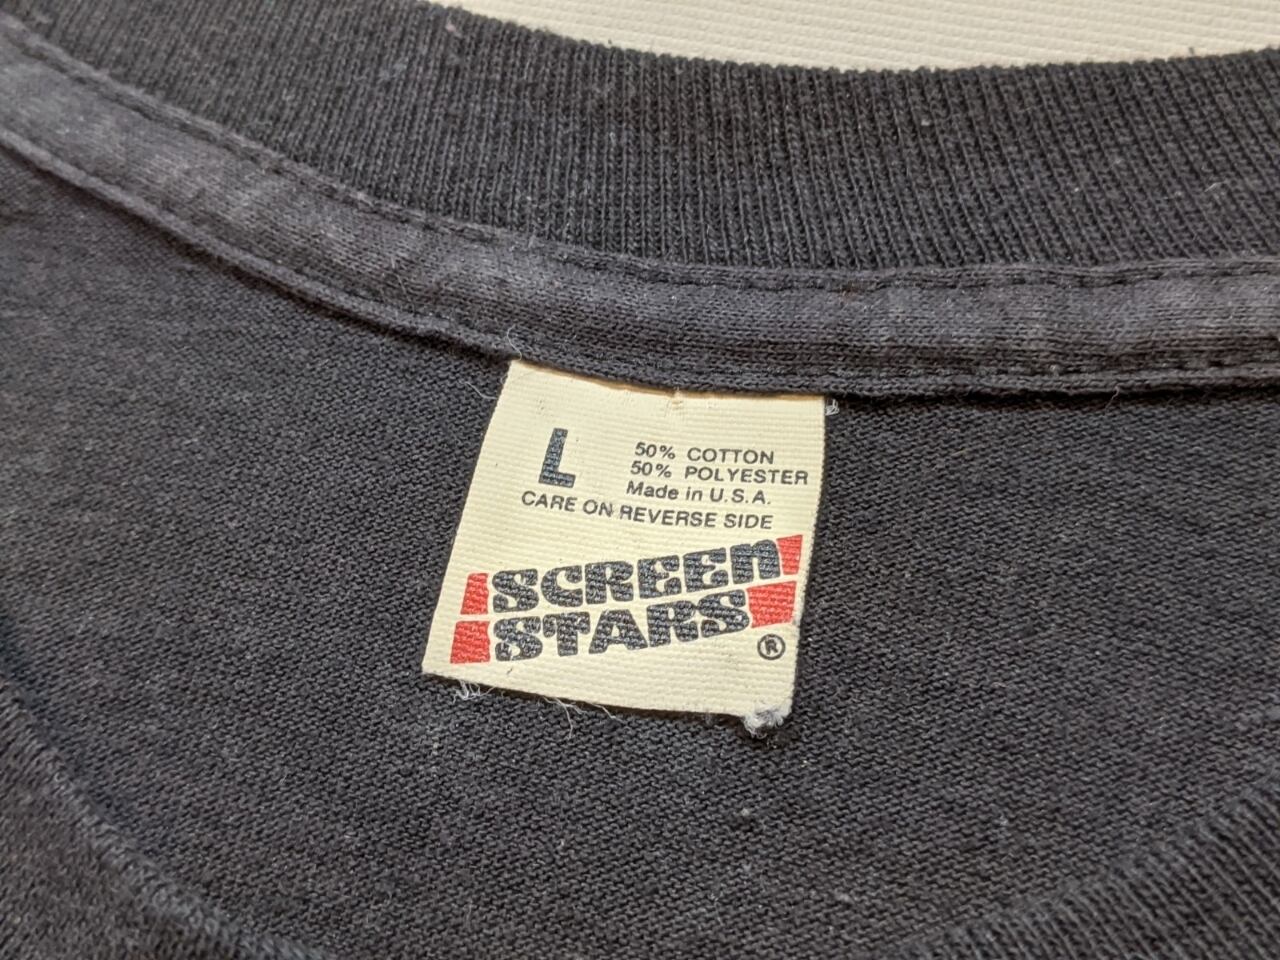 L
50% COTTON
50% POLYESTER
Made in U.S.A.
CARE ON REVERSE SIDE
SCREEN
STARS
®